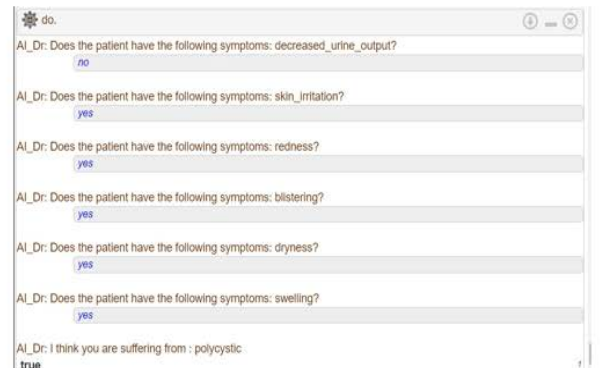 do.
AI_Dr: Does the patient have the following symptoms: decreased_urine_output?
no
AI_Dr: Does the patient have the following symptoms: skin_irritation?
yes
AI_Dr: Does the patient have the following symptoms: redness?
yes
AI_Dr: Does the patient have the following symptoms: blistering?
yes
AI_Dr: Does the patient have the following symptoms: dryness?
yes
AI_Dr: Does the patient have the following symptoms: swelling?
yes
AI_Dr: I think you are suffering from : polycystic
true
1